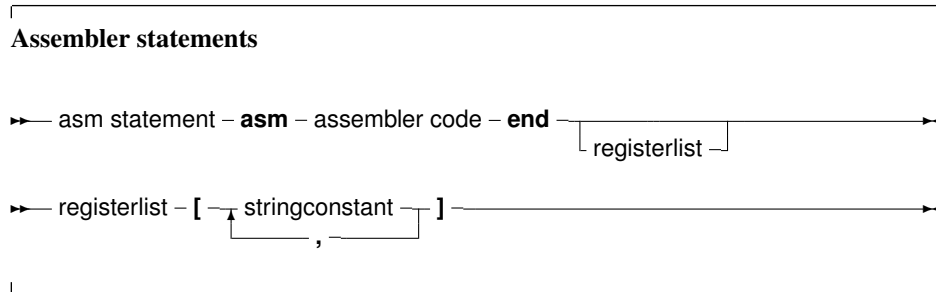 Assembler statements
asm statement – asm – assembler code – end
registerlist
registerlist – [ stringconstant ]
,